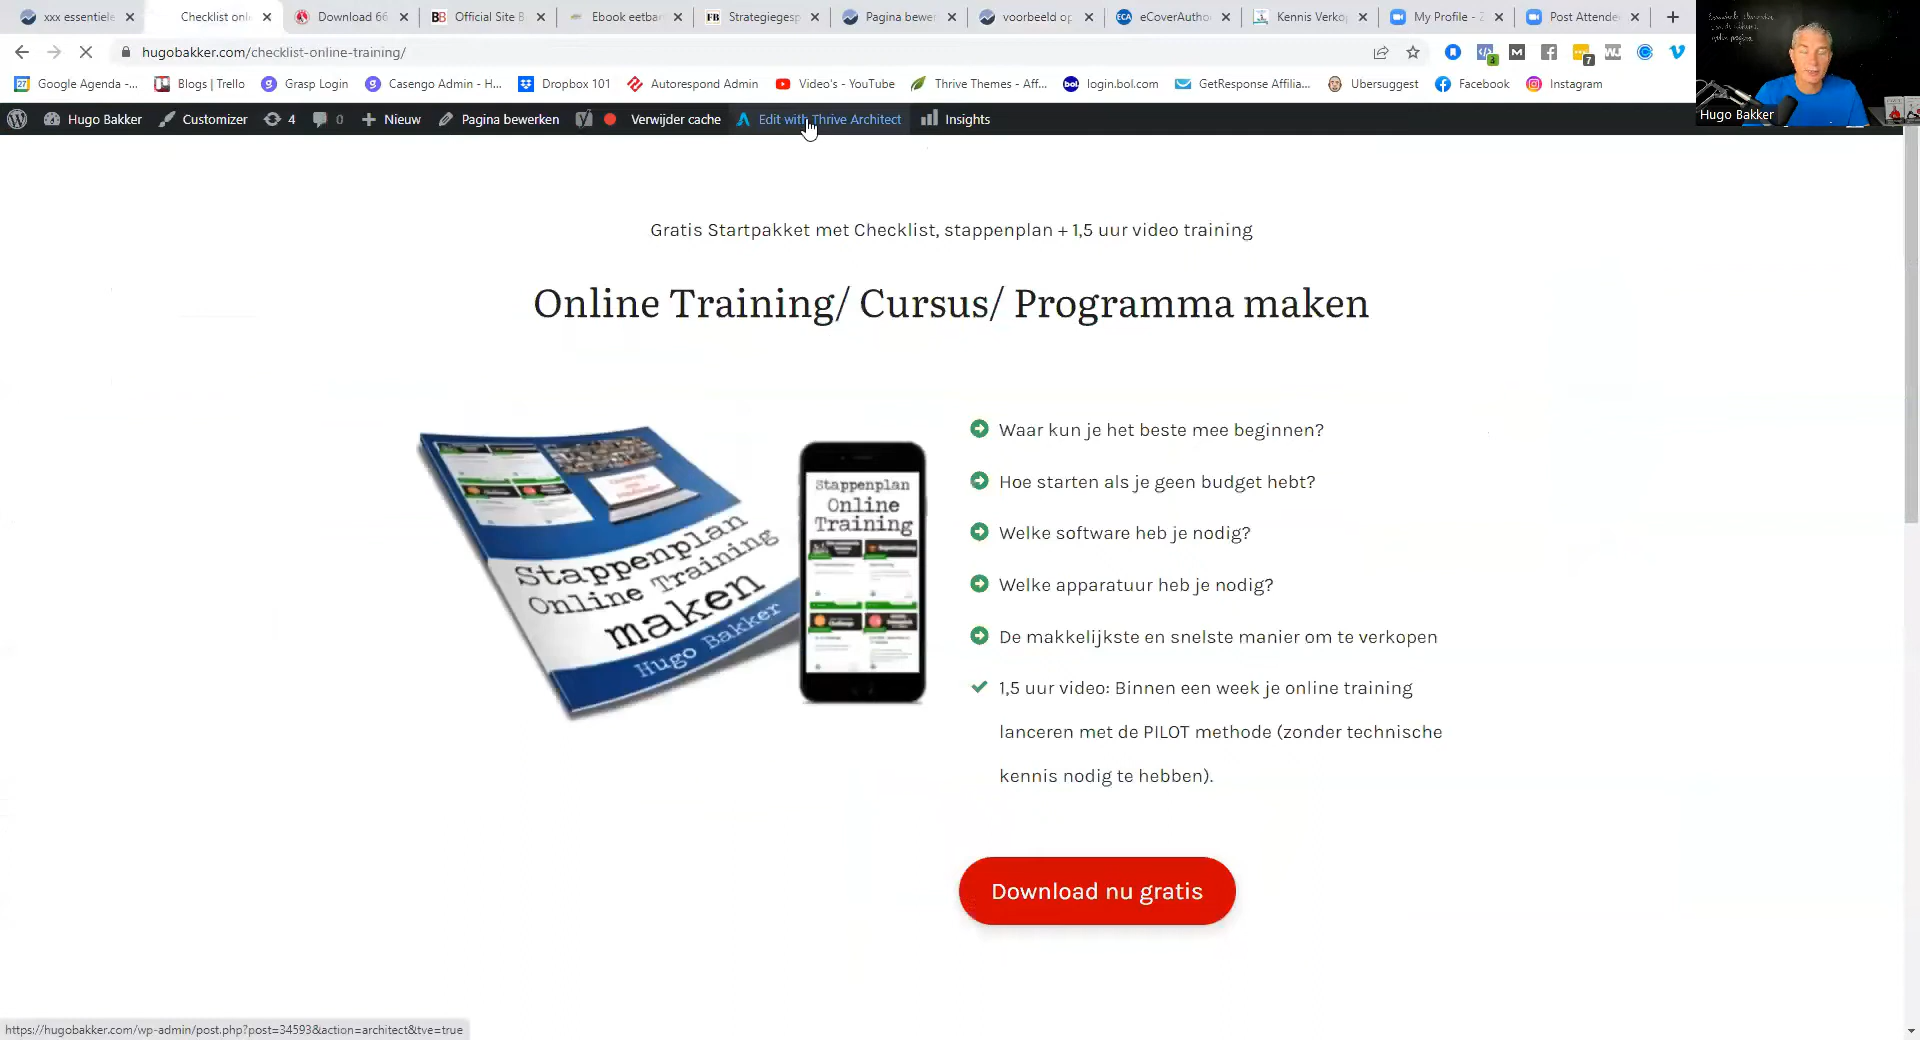 xxx essentiele
Checklist onl
Download 66
Official Site B
Ebook eetba
Strategiegesp
Pagina bewer
voorbeeld op
eCoverAutho
Kennis Verko
My Profile - Z
Post Attende
hugobakker.com/checklist-online-training/
Google Agenda -...
Blogs | Trello
Grasp Login
Casengo Admin - H...
Dropbox 101
Autorespond Admin
Video's - YouTube
Thrive Themes - Aff...
login.bol.com
GetResponse Affilia...
Ubersuggest
Facebook
Instagram
Hugo Bakker
Hugo Bakker
Customizer
4
0
Nieuw
Pagina bewerken
Verwijder cache
Edit with Thrive Architect
Insights
Gratis Startpakket met Checklist, stappenplan + 1,5 uur video training
Online Training/ Cursus/ Programma maken
Stappenplan
Online Training
maken
Hugo Bakker
Stappenplan
Online
Training
Waar kun je het beste mee beginnen?
Hoe starten als je geen budget hebt?
Welke software heb je nodig?
Welke apparatuur heb je nodig?
De makkelijkste en snelste manier om te verkopen
1,5 uur video: Binnen een week je online training
lanceren met de PILOT methode (zonder technische
kennis nodig te hebben).
Download nu gratis
https://hugobakker.com/wp-admin/post.php?post=34593&action=architect&tve=true